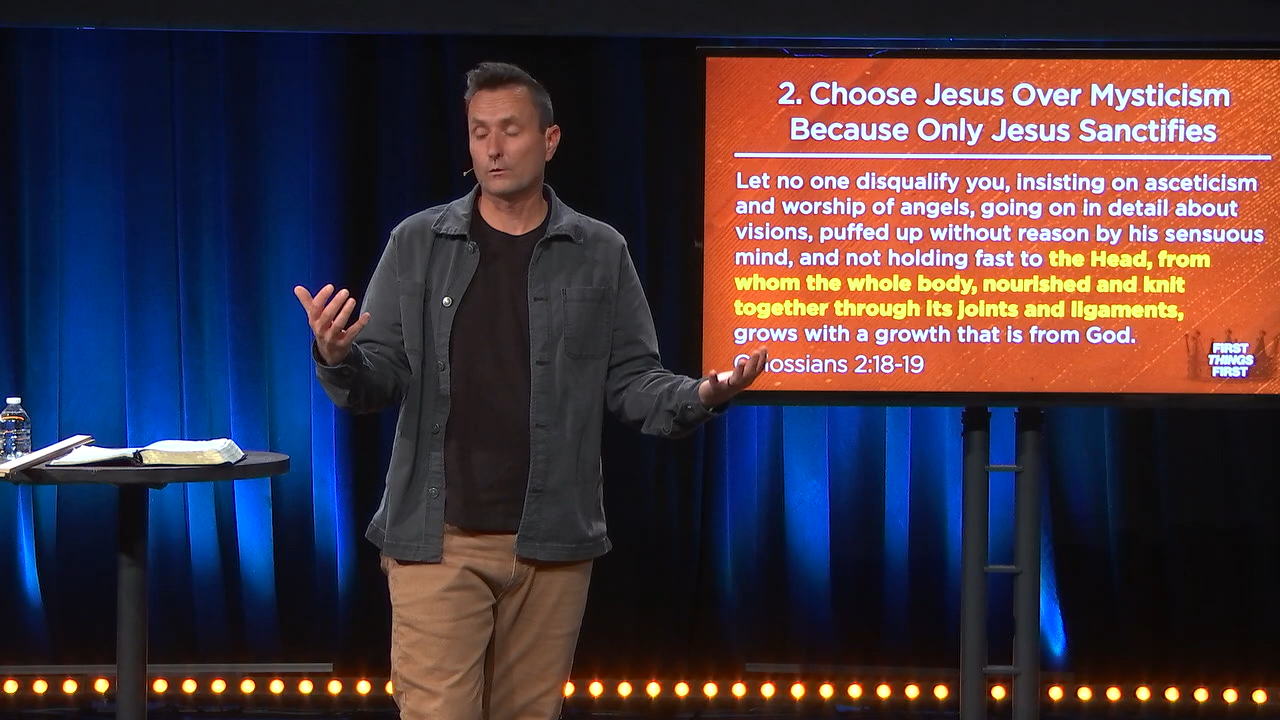 2. Choose Jesus Over Mysticism
Because Only Jesus Sanctifies
Let no one disqualify you, insisting on asceticism
and worship of angels, going on in detail about
visions, puffed up without reason by his sensuous
mind, and not holding fast to the Head, from
whom the whole body, nourished and knit
together through its joints and ligaments,
grows with a growth that is from God.
2:18-19
FIRST
THINGS
FIRST